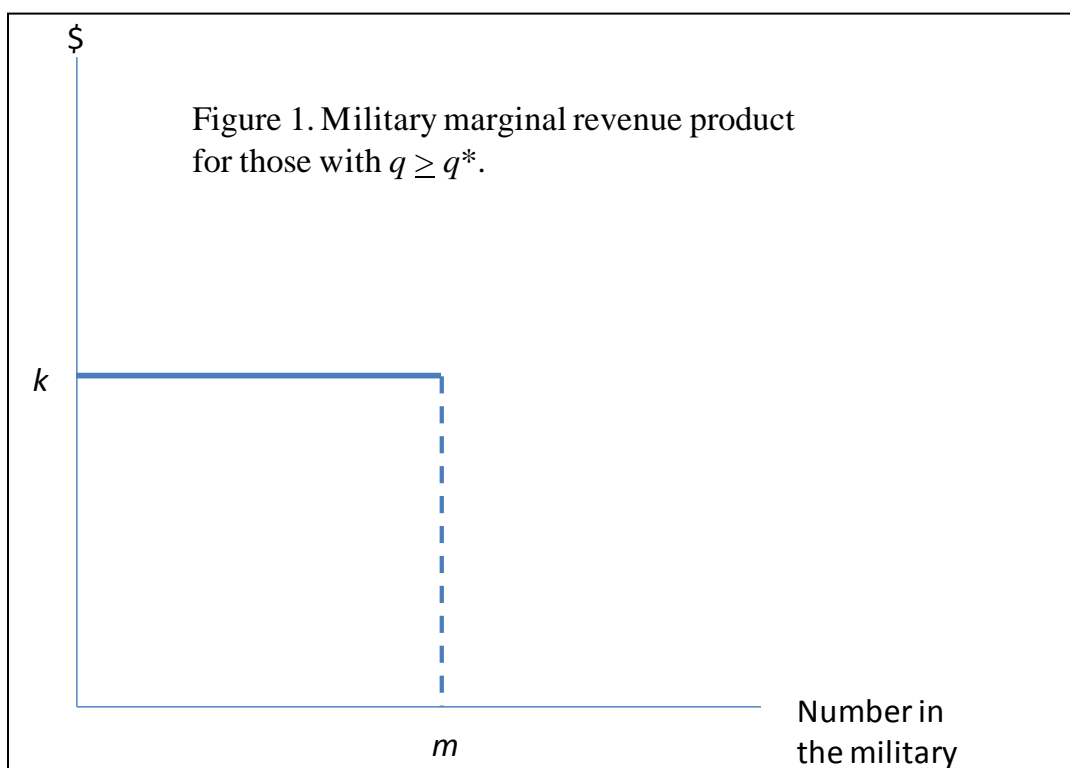 $
Figure 1. Military marginal revenue product
for those with q ≥ q*.
k
m
Number in
the military